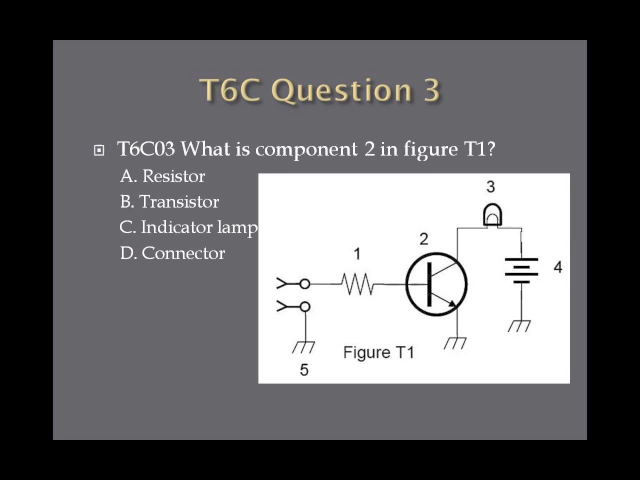 T6C Question 3
T6C03 What is component 2 in figure T1?
A. Resistor
B. Transistor
C. Indicator lamp
D. Connector
3
2
1
4
Figure T1
5